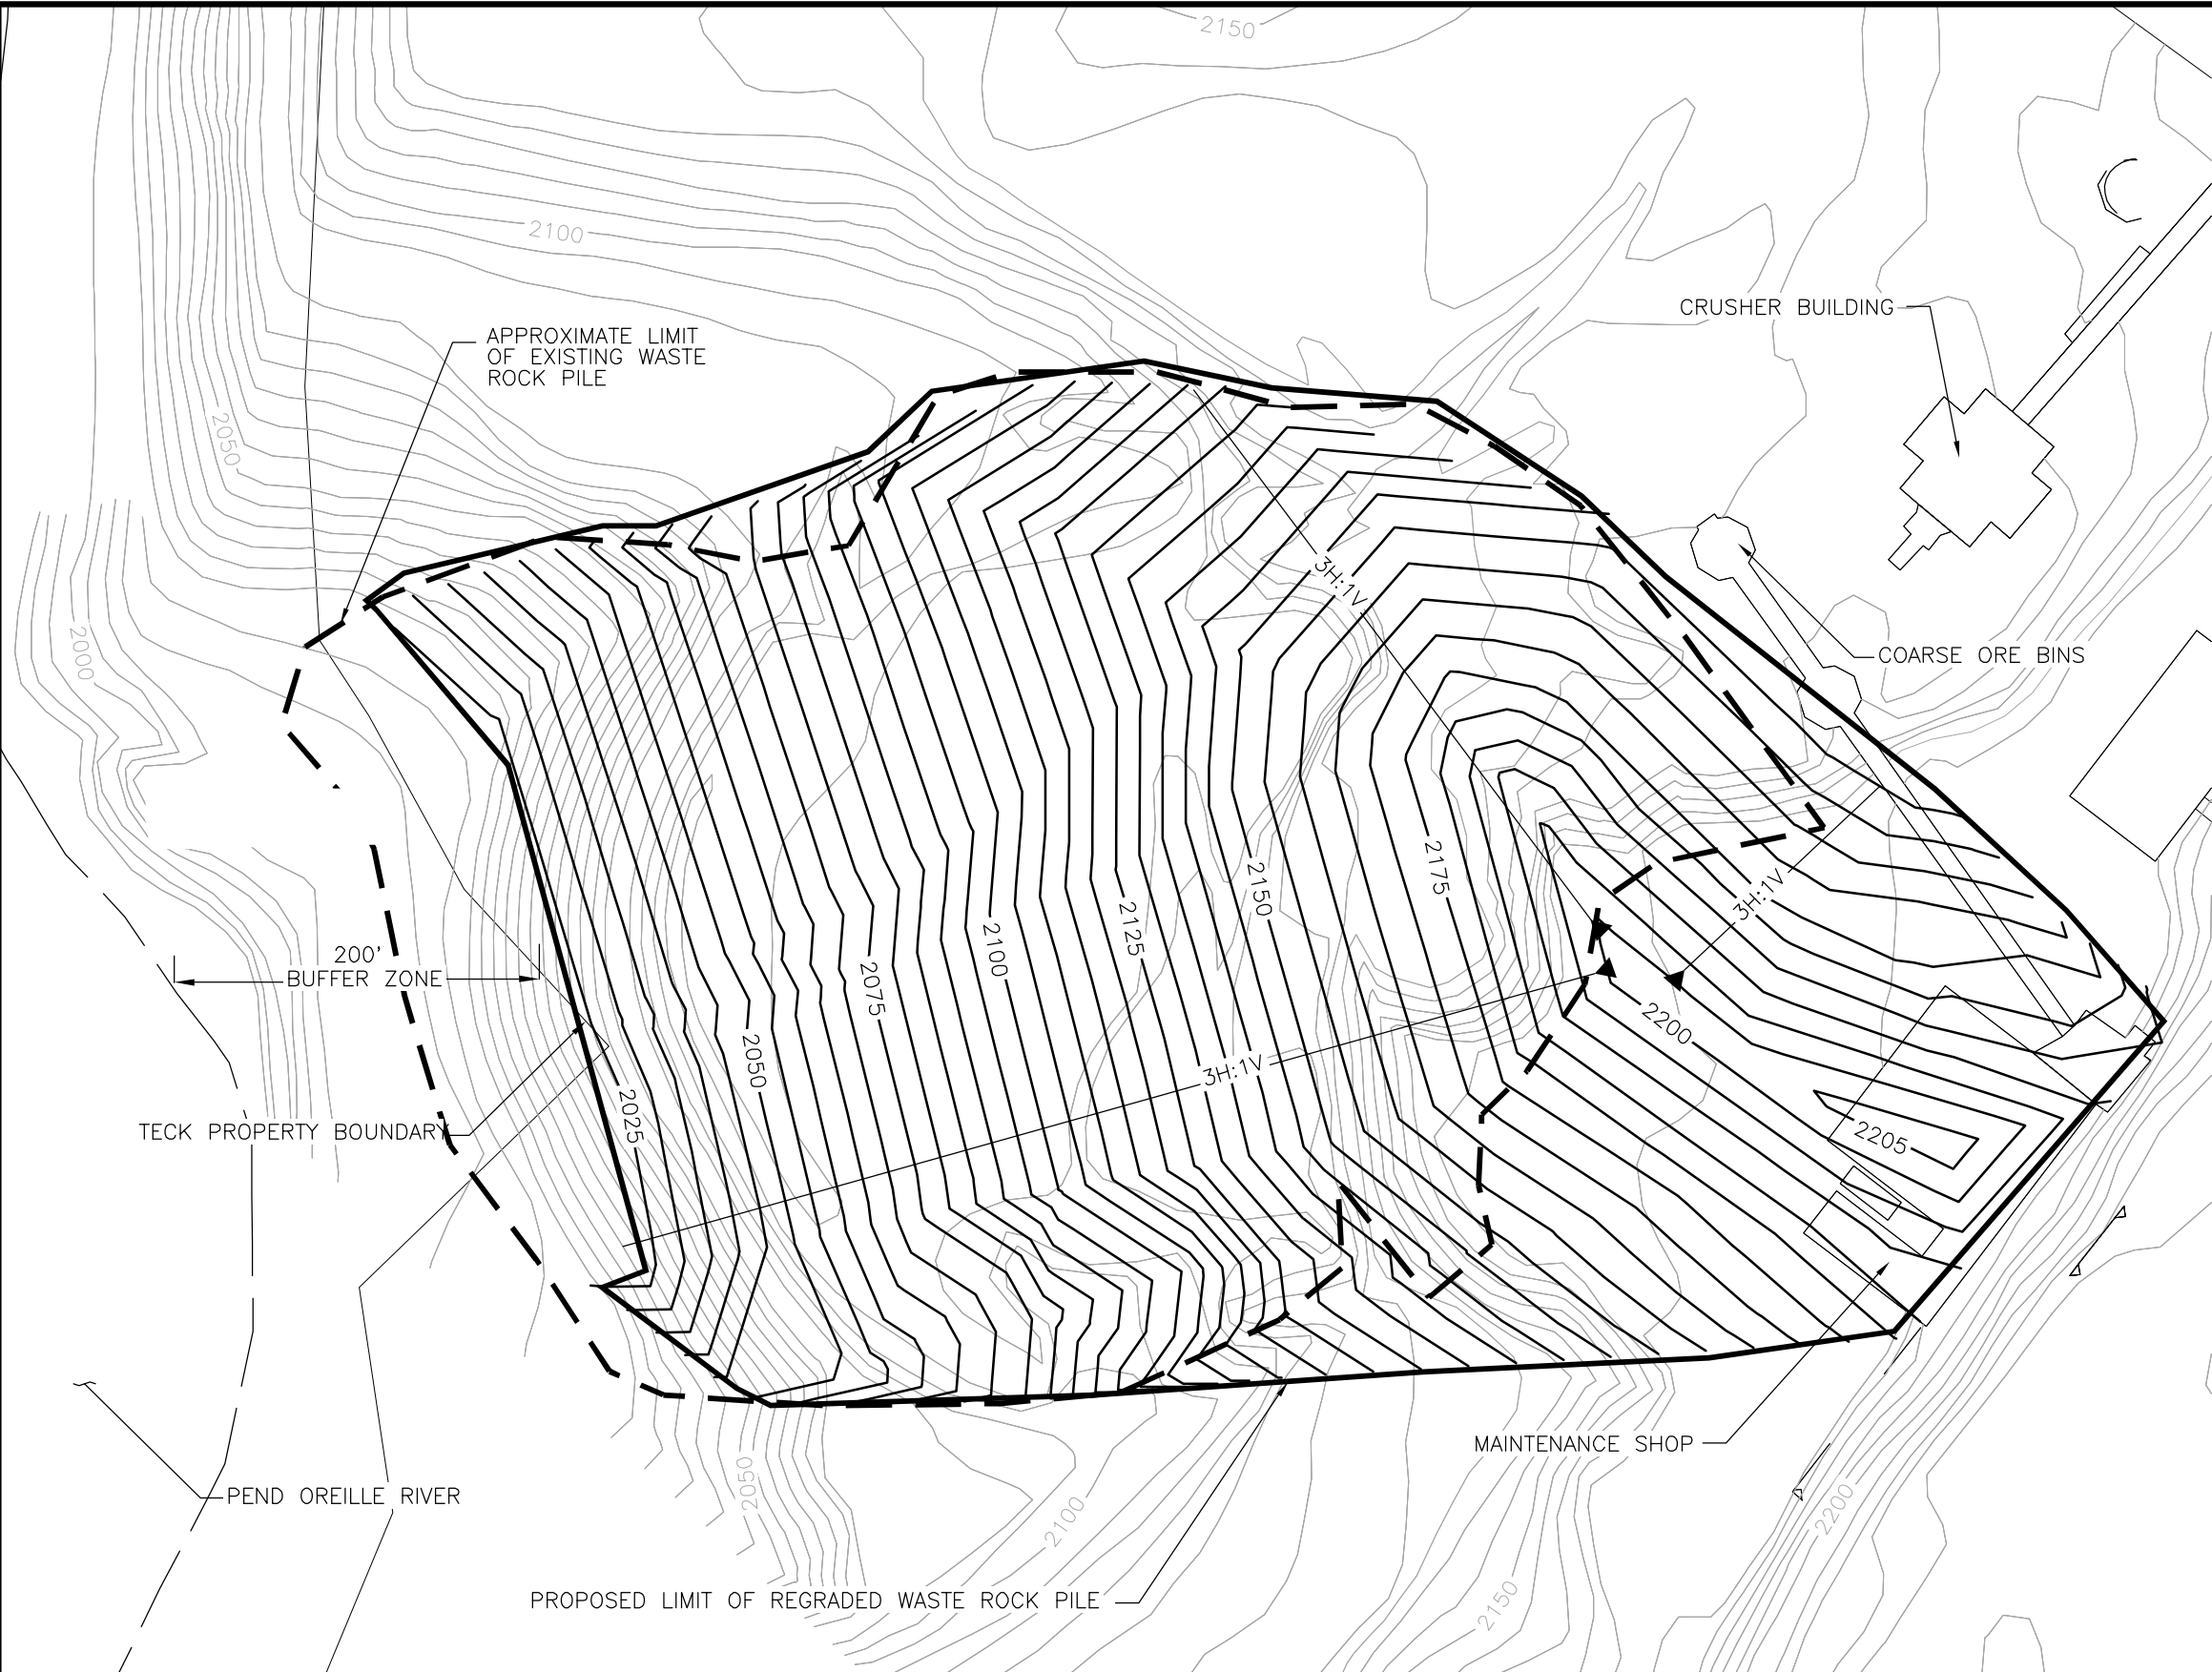 2150
2100
CRUSHER BUILDING
APPROXIMATE LIMIT
OF EXISTING WASTE
ROCK PILE
2050
3H:1V
2000
COARSE ORE BINS
2175
2150
3H:1V
2125
2100
200'
BUFFER ZONE
2075
2200
2050
3H:1V
2025
TECK PROPERTY BOUNDARY
2205
MAINTENANCE SHOP
2050
PEND OREILLE RIVER
2100
2200
PROPOSED LIMIT OF REGRADED WASTE ROCK PILE
2150